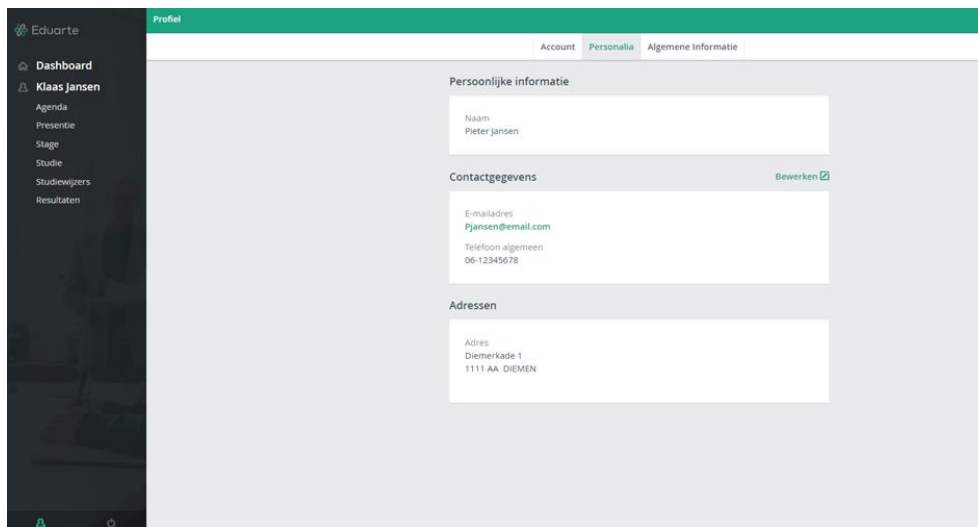 Eduarte
Dashboard
Klaas Jansen
Agenda
Presentie
Stage
Studie
Studiewijzers
Resultaten
Profiel
Account Personalia Algemene Informatie
Persoonlijke informatie
Naam
Pieter Jansen
Contactgegevens Bewerken
E-mailadres
Pjansen@email.com
Telefoon algemeen
06-12345678
Adressen
Adres
Diemerkade 1
1111 AA DIEMEN